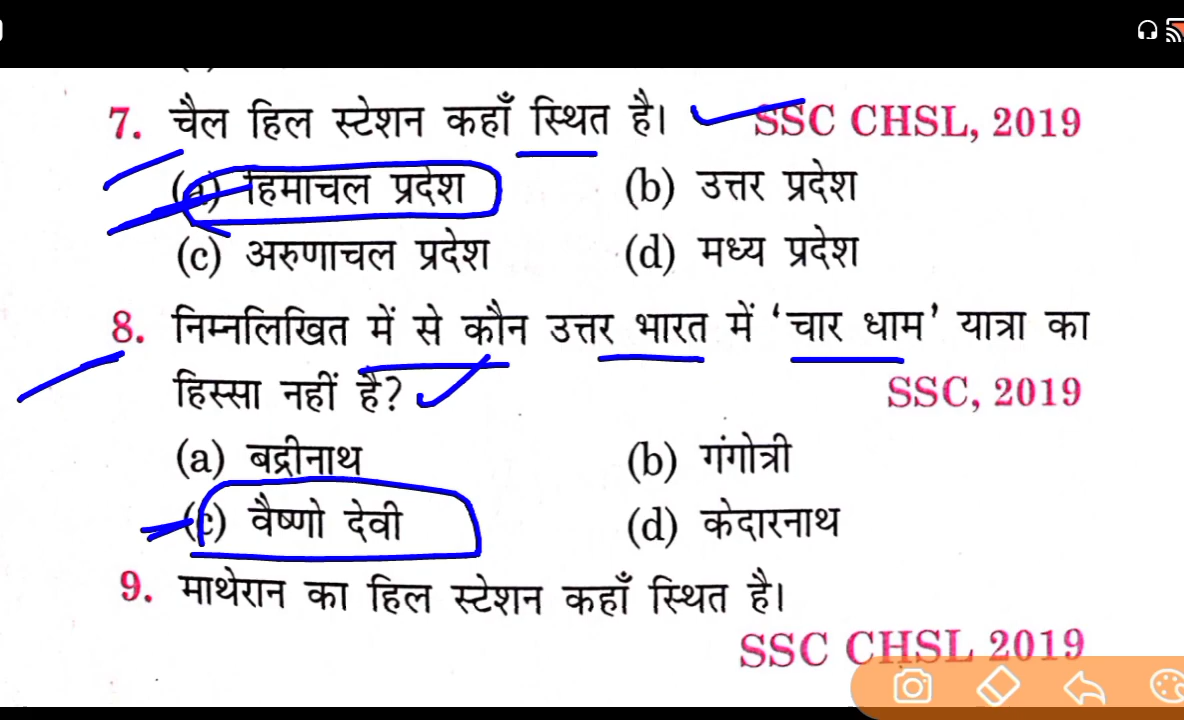 7. चैल हिल स्टेशन कहाँ स्थित है। SSC CHSL, 2019
(a) हिमाचल प्रदेश (b) उत्तर प्रदेश
(c) अरुणाचल प्रदेश (d) मध्य प्रदेश
8. निम्नलिखित में से कौन उत्तर भारत में ‘चार धाम’ यात्रा का
हिस्सा नहीं है? SSC, 2019
(a) बद्रीनाथ (b) गंगोत्री
(c) वैष्णो देवी (d) केदारनाथ
9. माथेरान का हिल स्टेशन कहाँ स्थित है।
SSC CHSL 2019